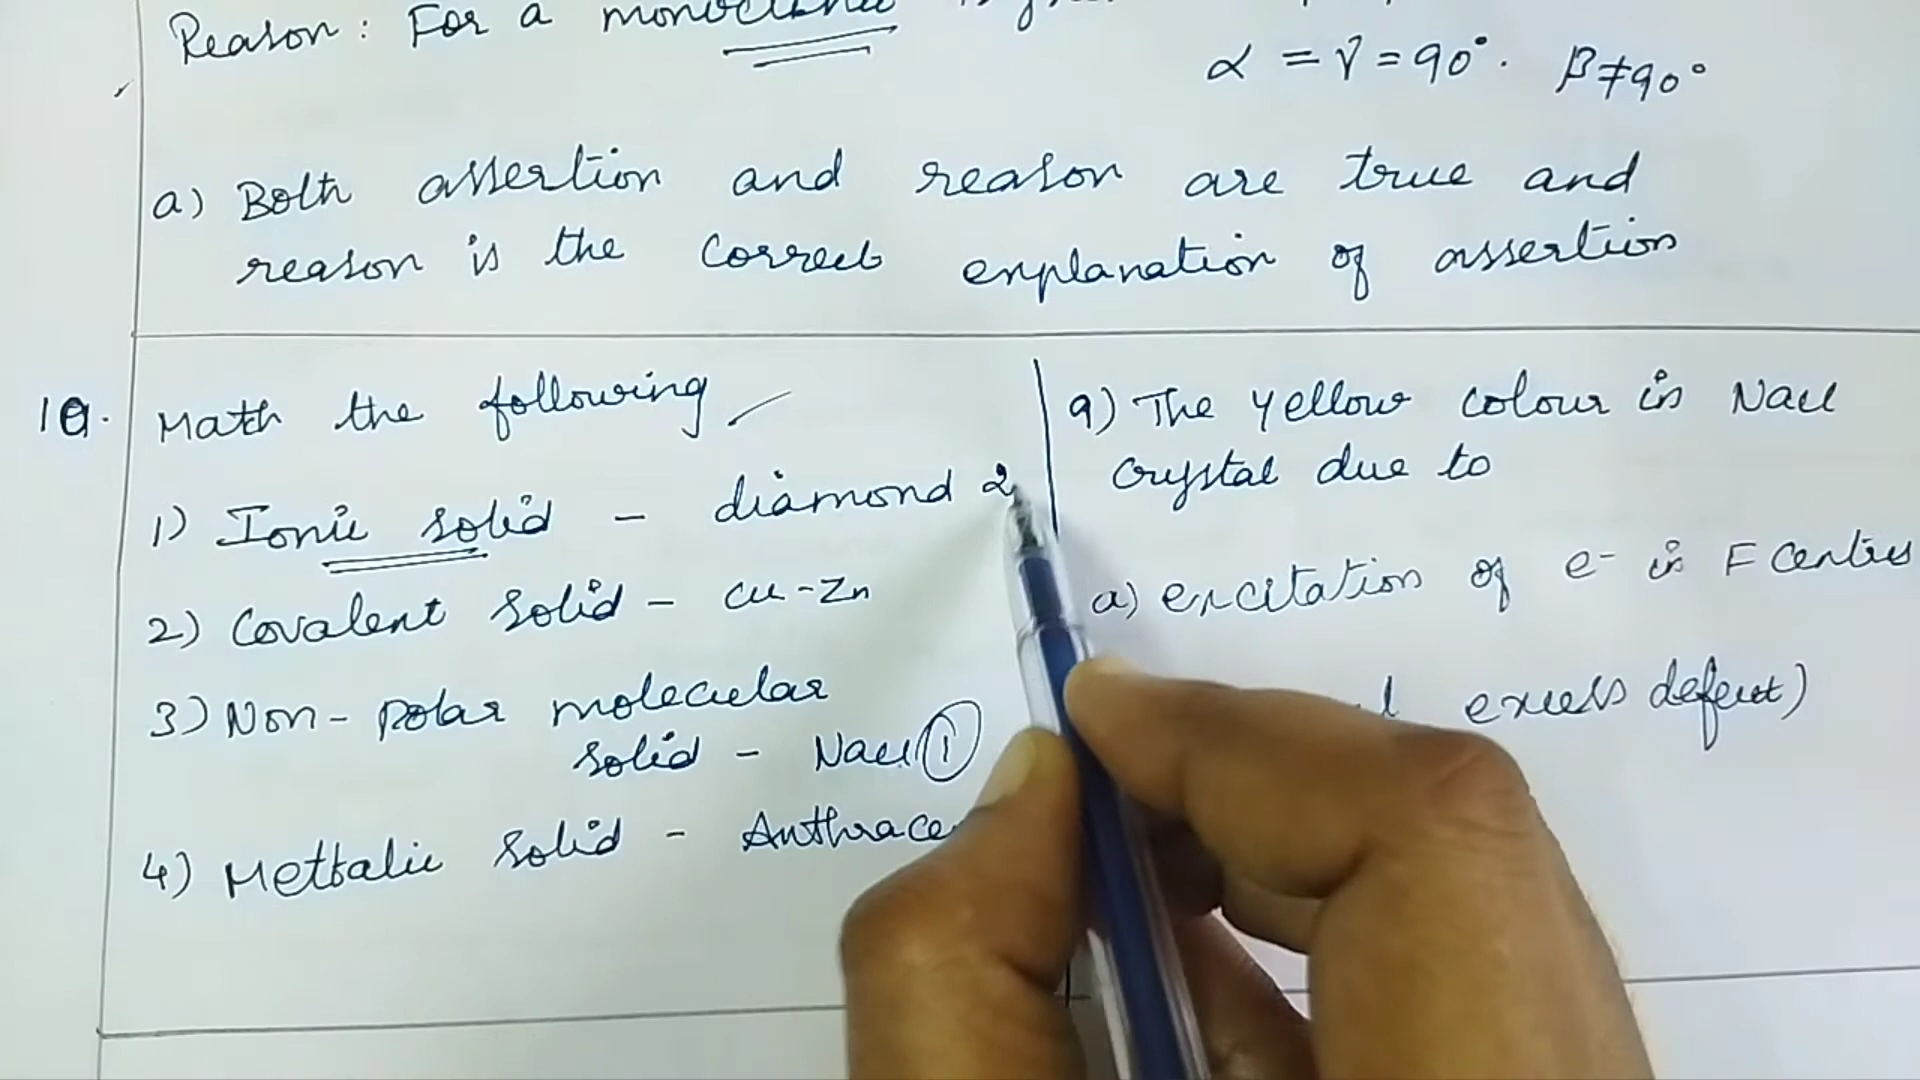 Reason: For a monoclinic
α = γ = 90°. β ≠ 90°
a) Both assertion and reason are true and
reason is the correct explanation of assertion
10. Math the following
1) Ionic solid - diamond 2
2) Covalent solid - Cu-Zn
3) Non-polar molecular
solid - NaCl 1
4) Mettalic solid - Anthrace
9) The yellow colour in NaCl
crystal due to
a) excitation of e- in F centres
excess defect)